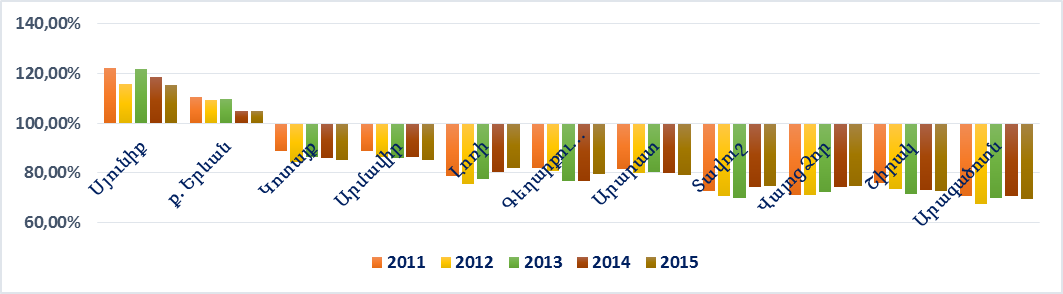 140,00%
120,00%
100,00%
80,00%
60,00%
Սյունիք
ք. Երևան
Կոտայք
Արմավիր
Լոռի
Գեղարքու…
Արարատ
Տավուշ
Վայոց Ձոր
Շիրակ
Արագածոտն
2011 2012 2013 2014 2015